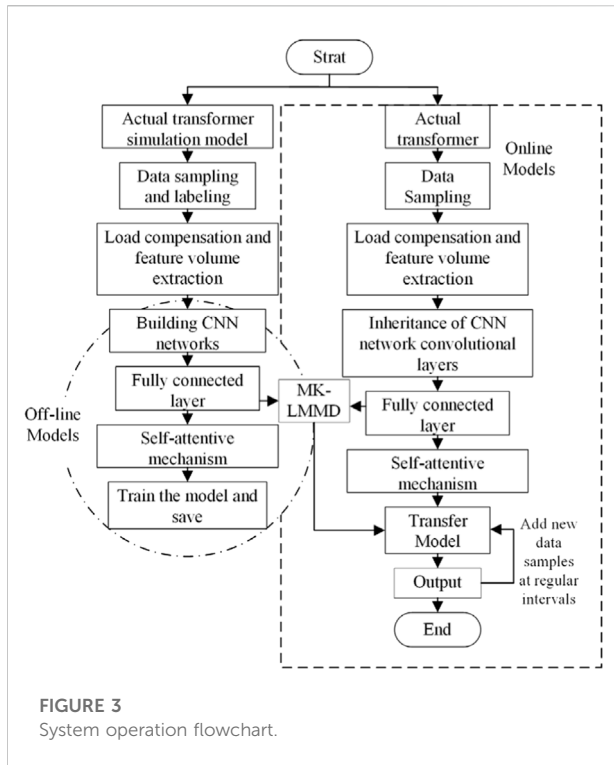 Strat
Actual transformer
simulation model
Data sampling
and labeling
Load compensation and
feature volume
extraction
Building CNN
networks
Fully connected
layer
Self-attentive
mechanism
Train the model and
save
Off-line
Models
MK-
LMMD
Actual
transformer
Online
Models
Data
Sampling
Load compensation and
feature volume
extraction
Inheritance of CNN
network convolutional
layers
Fully connected
layer
Self-attentive
mechanism
Transfer
Model
Output
End
Add new
data
samples
at regular
intervals
FIGURE 3
System operation flowchart.